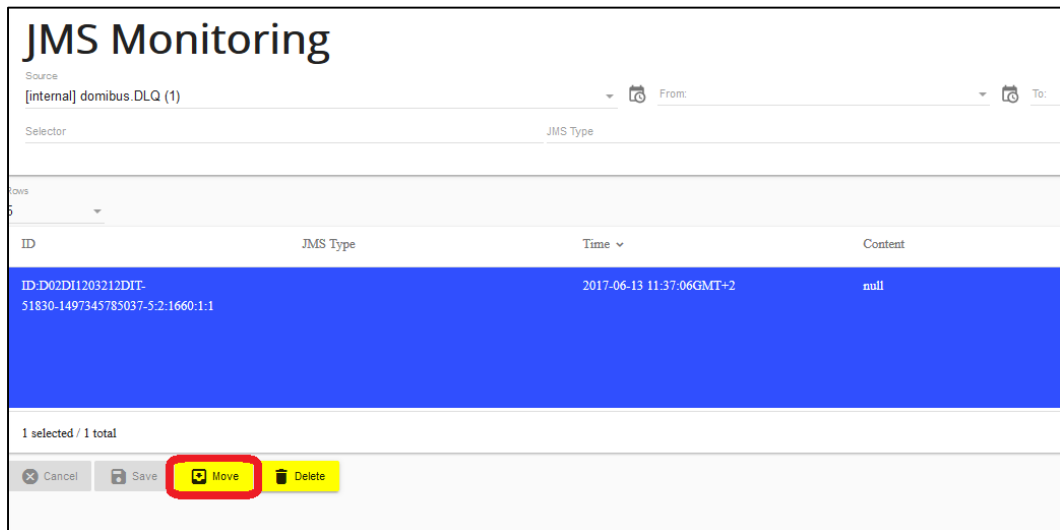 JMS Monitoring
Source
[internal] domibus.DLQ (1)
From:
To:
Selector
JMS Type
Rows
5
ID
JMS Type
Time
Content
ID:D02DI1203212DIT-
51830-1497345785037-5:2:1660:1:1
2017-06-13 11:37:06GMT+2
null
1 selected / 1 total
Cancel
Save
Move
Delete